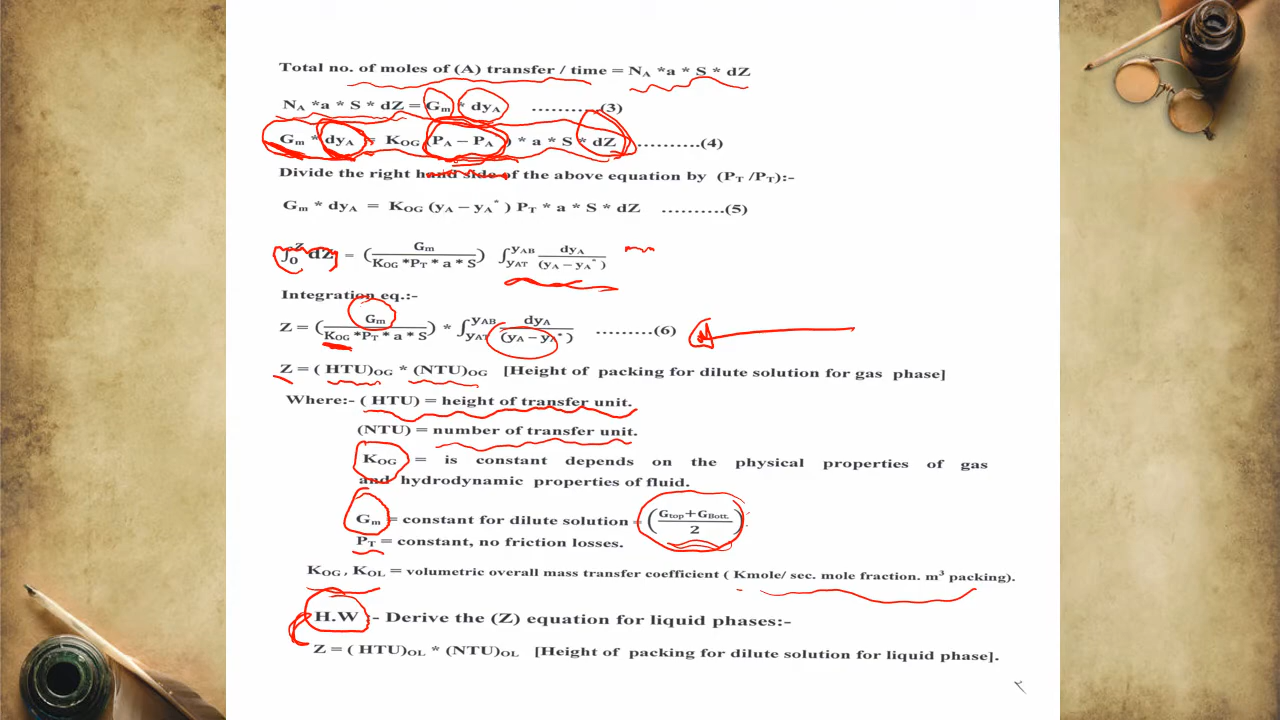 Total no. of moles of (A) transfer / time = N_A *a * S * dZ
N_A *a * S * dZ = G_m * dy_A ..........(3)
G_m * dy_A = K_OG (P_A − P_A ) * a * S * dZ ..........(4)
Divide the right hand side of the above equation by (P_T /P_T):-
G_m * dy_A = K_OG (y_A − y_A* ) P_T * a * S * dZ ..........(5)
∫_0^Z dZ = (G_m / K_OG *P_T * a * S) ∫_yAT^yAB dy_A / (y_A − y_A* )
Integration eq.:-
Z = (G_m / K_OG *P_T * a * S) * ∫_yAT^yAB dy_A / (y_A − y_A* ) .........(6)
Z = ( HTU)_OG * (NTU)_OG [Height of packing for dilute solution for gas phase]
Where:- ( HTU) = height of transfer unit.
(NTU) = number of transfer unit.
K_OG = is constant depends on the physical properties of gas
and hydrodynamic properties of fluid.
G_m = constant for dilute solution = (G_top + G_Bott. / 2)
P_T = constant, no friction losses.
K_OG , K_OL = volumetric overall mass transfer coefficient ( Kmole/ sec. mole fraction. m³ packing).
H.W :- Derive the (Z) equation for liquid phases:-
Z = ( HTU)_OL * (NTU)_OL [Height of packing for dilute solution for liquid phase].
٢